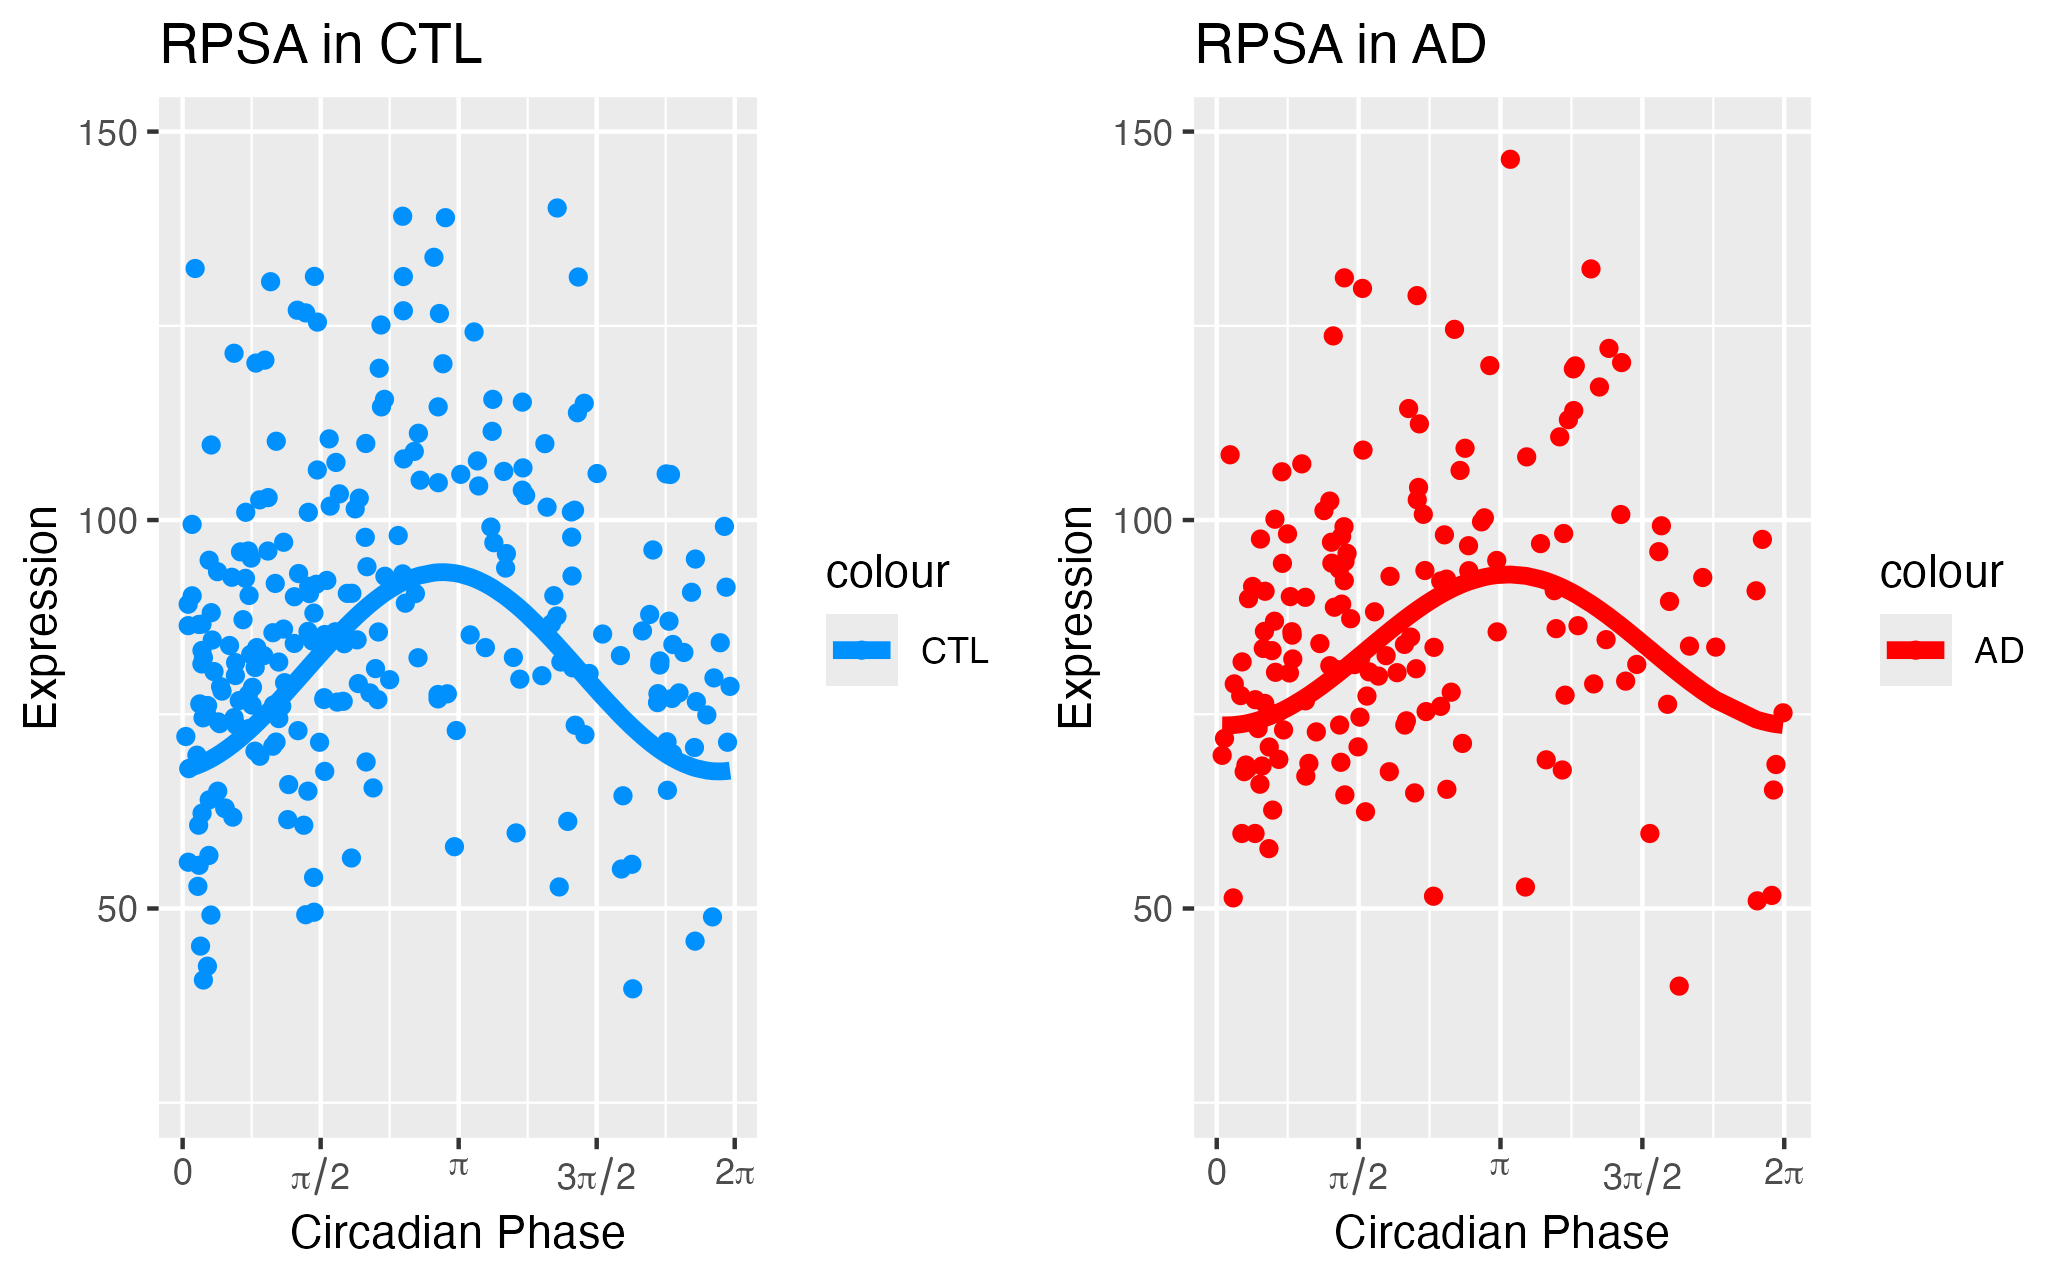 RPSA in CTL
150
100
50
Expression
0
π/2
π
3π/2
2π
Circadian Phase
colour
CTL
RPSA in AD
150
100
50
Expression
0
π/2
π
3π/2
2π
Circadian Phase
colour
AD